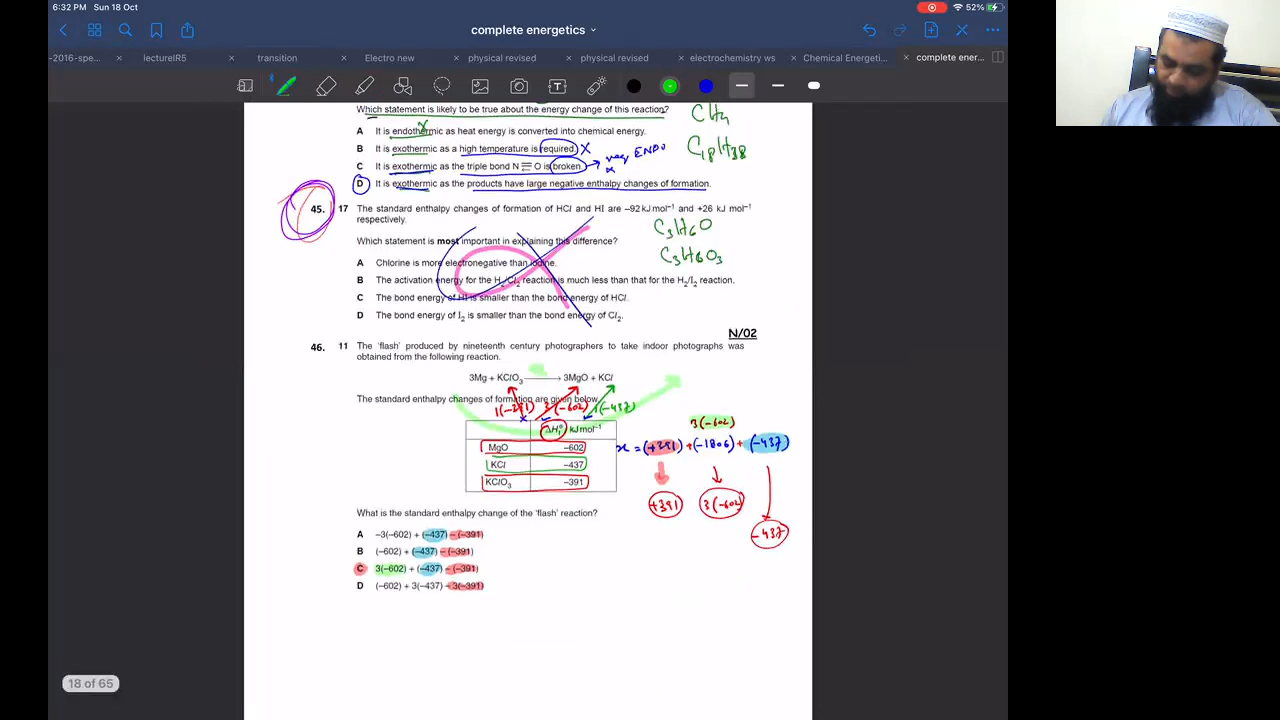 6:32 PM Sun 18 Oct
52%
complete energetics
-2016-spe...
lectureIR5
transition
Electro new
physical revised
physical revised
electrochemistry ws
Chemical Energeti...
complete ener...
Which statement is likely to be true about the energy change of this reaction?
CH4
A It is endothermic as heat energy is converted into chemical energy.
B It is exothermic as a high temperature is required. X
C18H38
C It is exothermic as the triple bond N≡O is broken. → ENDO
D It is exothermic as the products have large negative enthalpy changes of formation.
45. 17 The standard enthalpy changes of formation of HCl and HI are –92 kJ mol⁻¹ and +26 kJ mol⁻¹
respectively.
C3H6O
Which statement is most important in explaining this difference?
C3H6O3
A Chlorine is more electronegative than iodine.
B The activation energy for the H₂/Cl₂ reaction is much less than that for the H₂/I₂ reaction.
C The bond energy of HI is smaller than the bond energy of HCl.
D The bond energy of I₂ is smaller than the bond energy of Cl₂.
N/02
46. 11 The 'flash' produced by nineteenth century photographers to take indoor photographs was
obtained from the following reaction.
3Mg + KClO₃ → 3MgO + KCl
The standard enthalpy changes of formation are given below.
1(-391) 3(-602) 1(-437)
3(-602)
ΔHf° kJ mol⁻¹
x = (+391) + (-1806) + (-437)
MgO –602
KCl –437
KClO₃ –391
+391 3(-602)
-437
What is the standard enthalpy change of the 'flash' reaction?
A –3(–602) + (–437) – (–391)
B (–602) + (–437) – (–391)
C 3(–602) + (–437) – (–391)
D (–602) + 3(–437) – 3(–391)
18 of 65